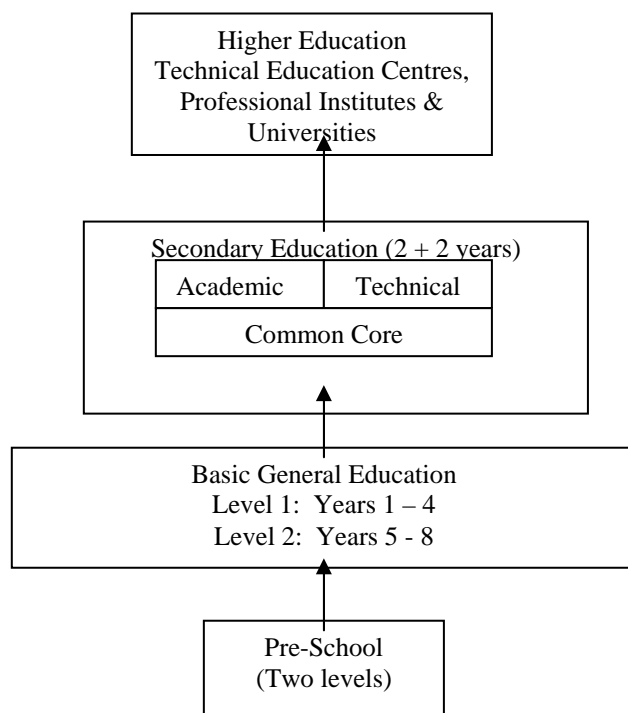 Higher Education
Technical Education Centres,
Professional Institutes &
Universities
Secondary Education (2 + 2 years)
Academic Technical
Common Core
Basic General Education
Level 1: Years 1 – 4
Level 2: Years 5 - 8
Pre-School
(Two levels)